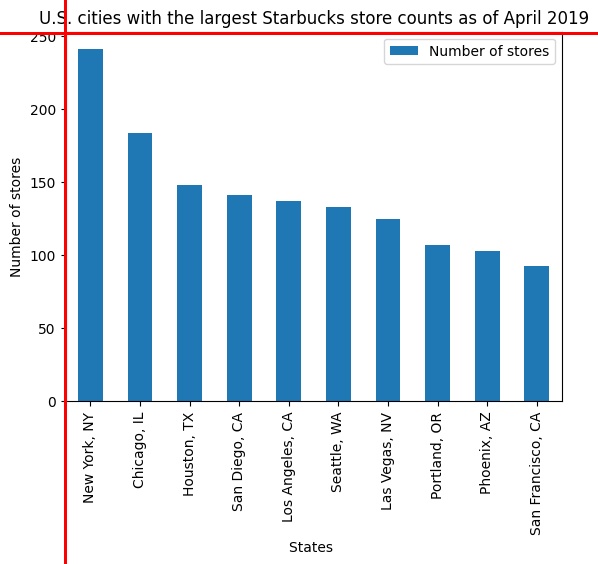 U.S. cities with the largest Starbucks store counts as of April 2019
Number of stores
250
200
150
100
50
0
Number of stores
New York, NY
Chicago, IL
Houston, TX
San Diego, CA
Los Angeles, CA
Seattle, WA
Las Vegas, NV
Portland, OR
Phoenix, AZ
San Francisco, CA
States